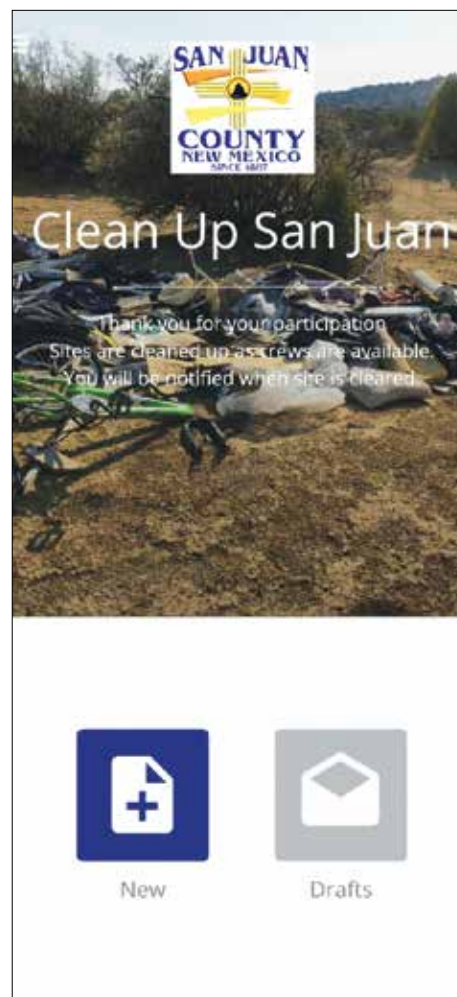 SAN JUAN
COUNTY
NEW MEXICO
SINCE 1887
Clean Up San Juan
Thank you for your participation
Sites are cleaned up as crews are available.
You will be notified when site is cleared.
New
Drafts